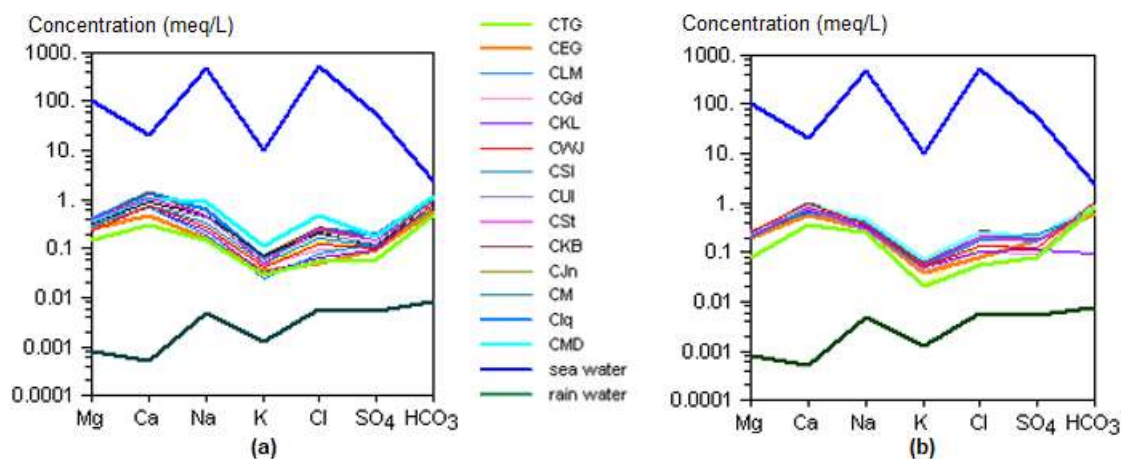 Concentration (meq/L)
1000.
100.
10.
1.
0.1
0.01
0.001
0.0001
Mg Ca Na K Cl SO4 HCO3
(a)
CTG
CEG
CLM
CGd
CKL
CWJ
CSI
CUI
CSt
CKB
CJn
CM
Clq
CMD
sea water
rain water
Concentration (meq/L)
1000.
100.
10.
1.
0.1
0.01
0.001
0.0001
Mg Ca Na K Cl SO4 HCO3
(b)